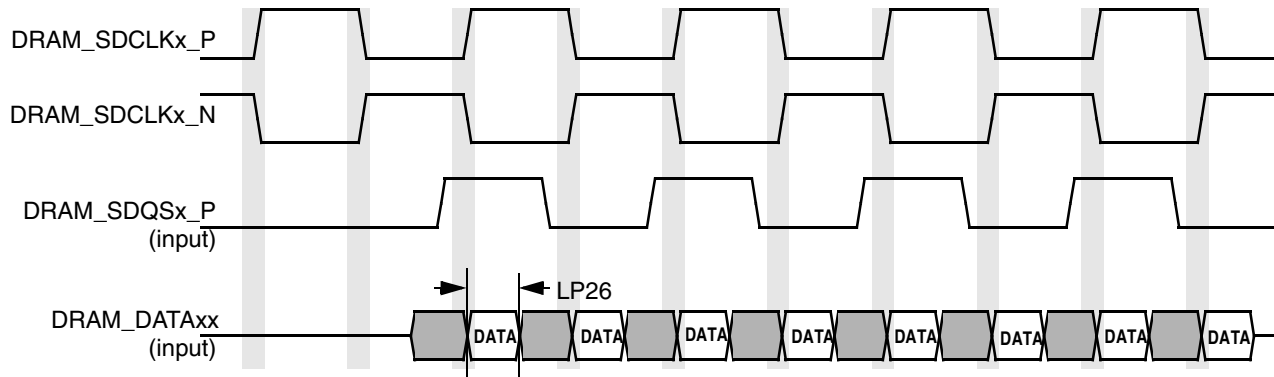 DRAM_SDCLKx_P
DRAM_SDCLKx_N
DRAM_SDQSx_P
(input)
LP26
DRAM_DATAxx
(input)
DATA DATA DATA DATA DATA DATA DATA DATA